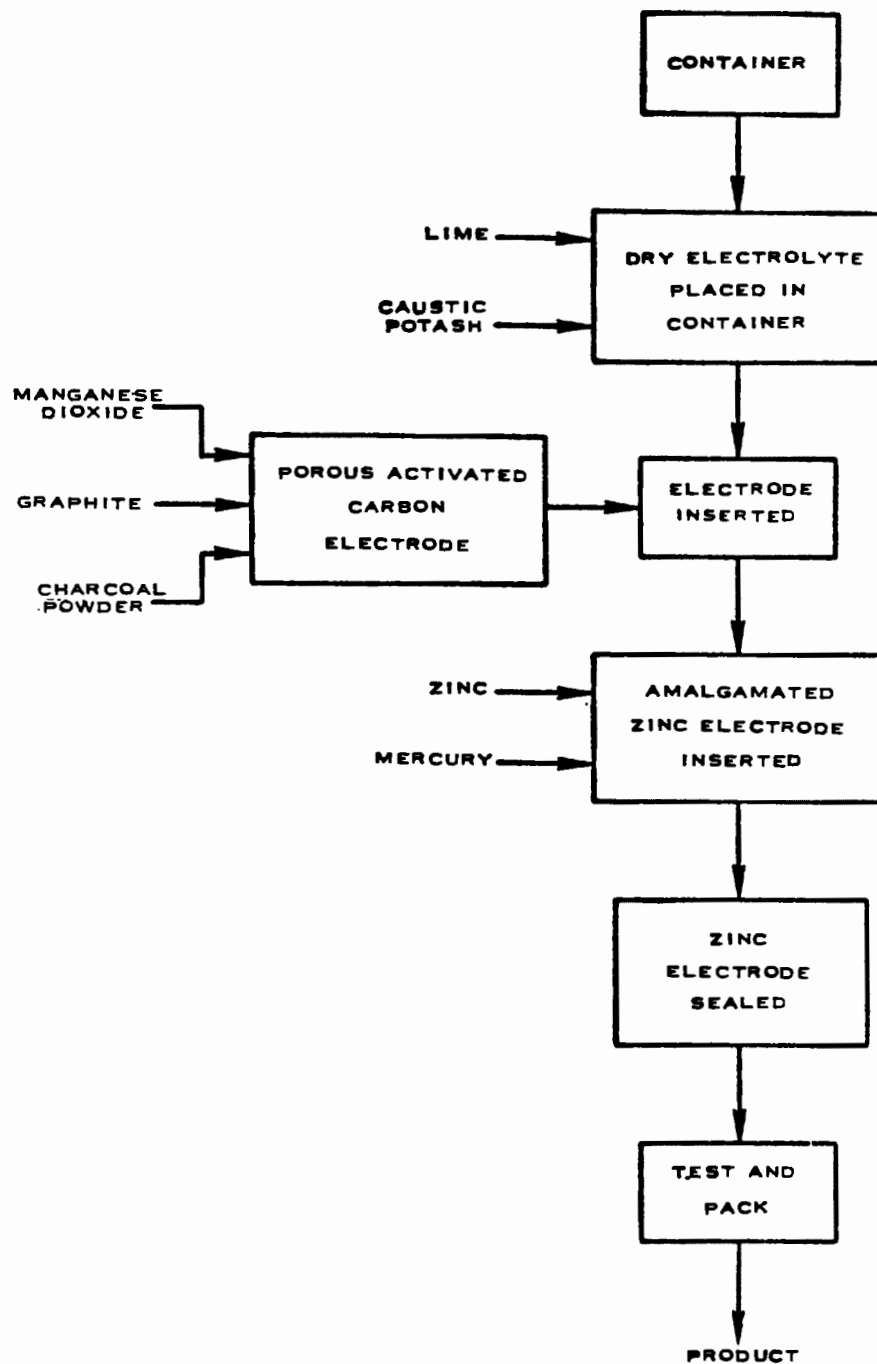 CONTAINER
LIME
DRY ELECTROLYTE
PLACED IN
CONTAINER
CAUSTIC
POTASH
MANGANESE
DIOXIDE
GRAPHITE
CHARCOAL
POWDER
POROUS ACTIVATED
CARBON
ELECTRODE
ELECTRODE
INSERTED
ZINC
MERCURY
AMALGAMATED
ZINC ELECTRODE
INSERTED
ZINC
ELECTRODE
SEALED
TEST AND
PACK
PRODUCT